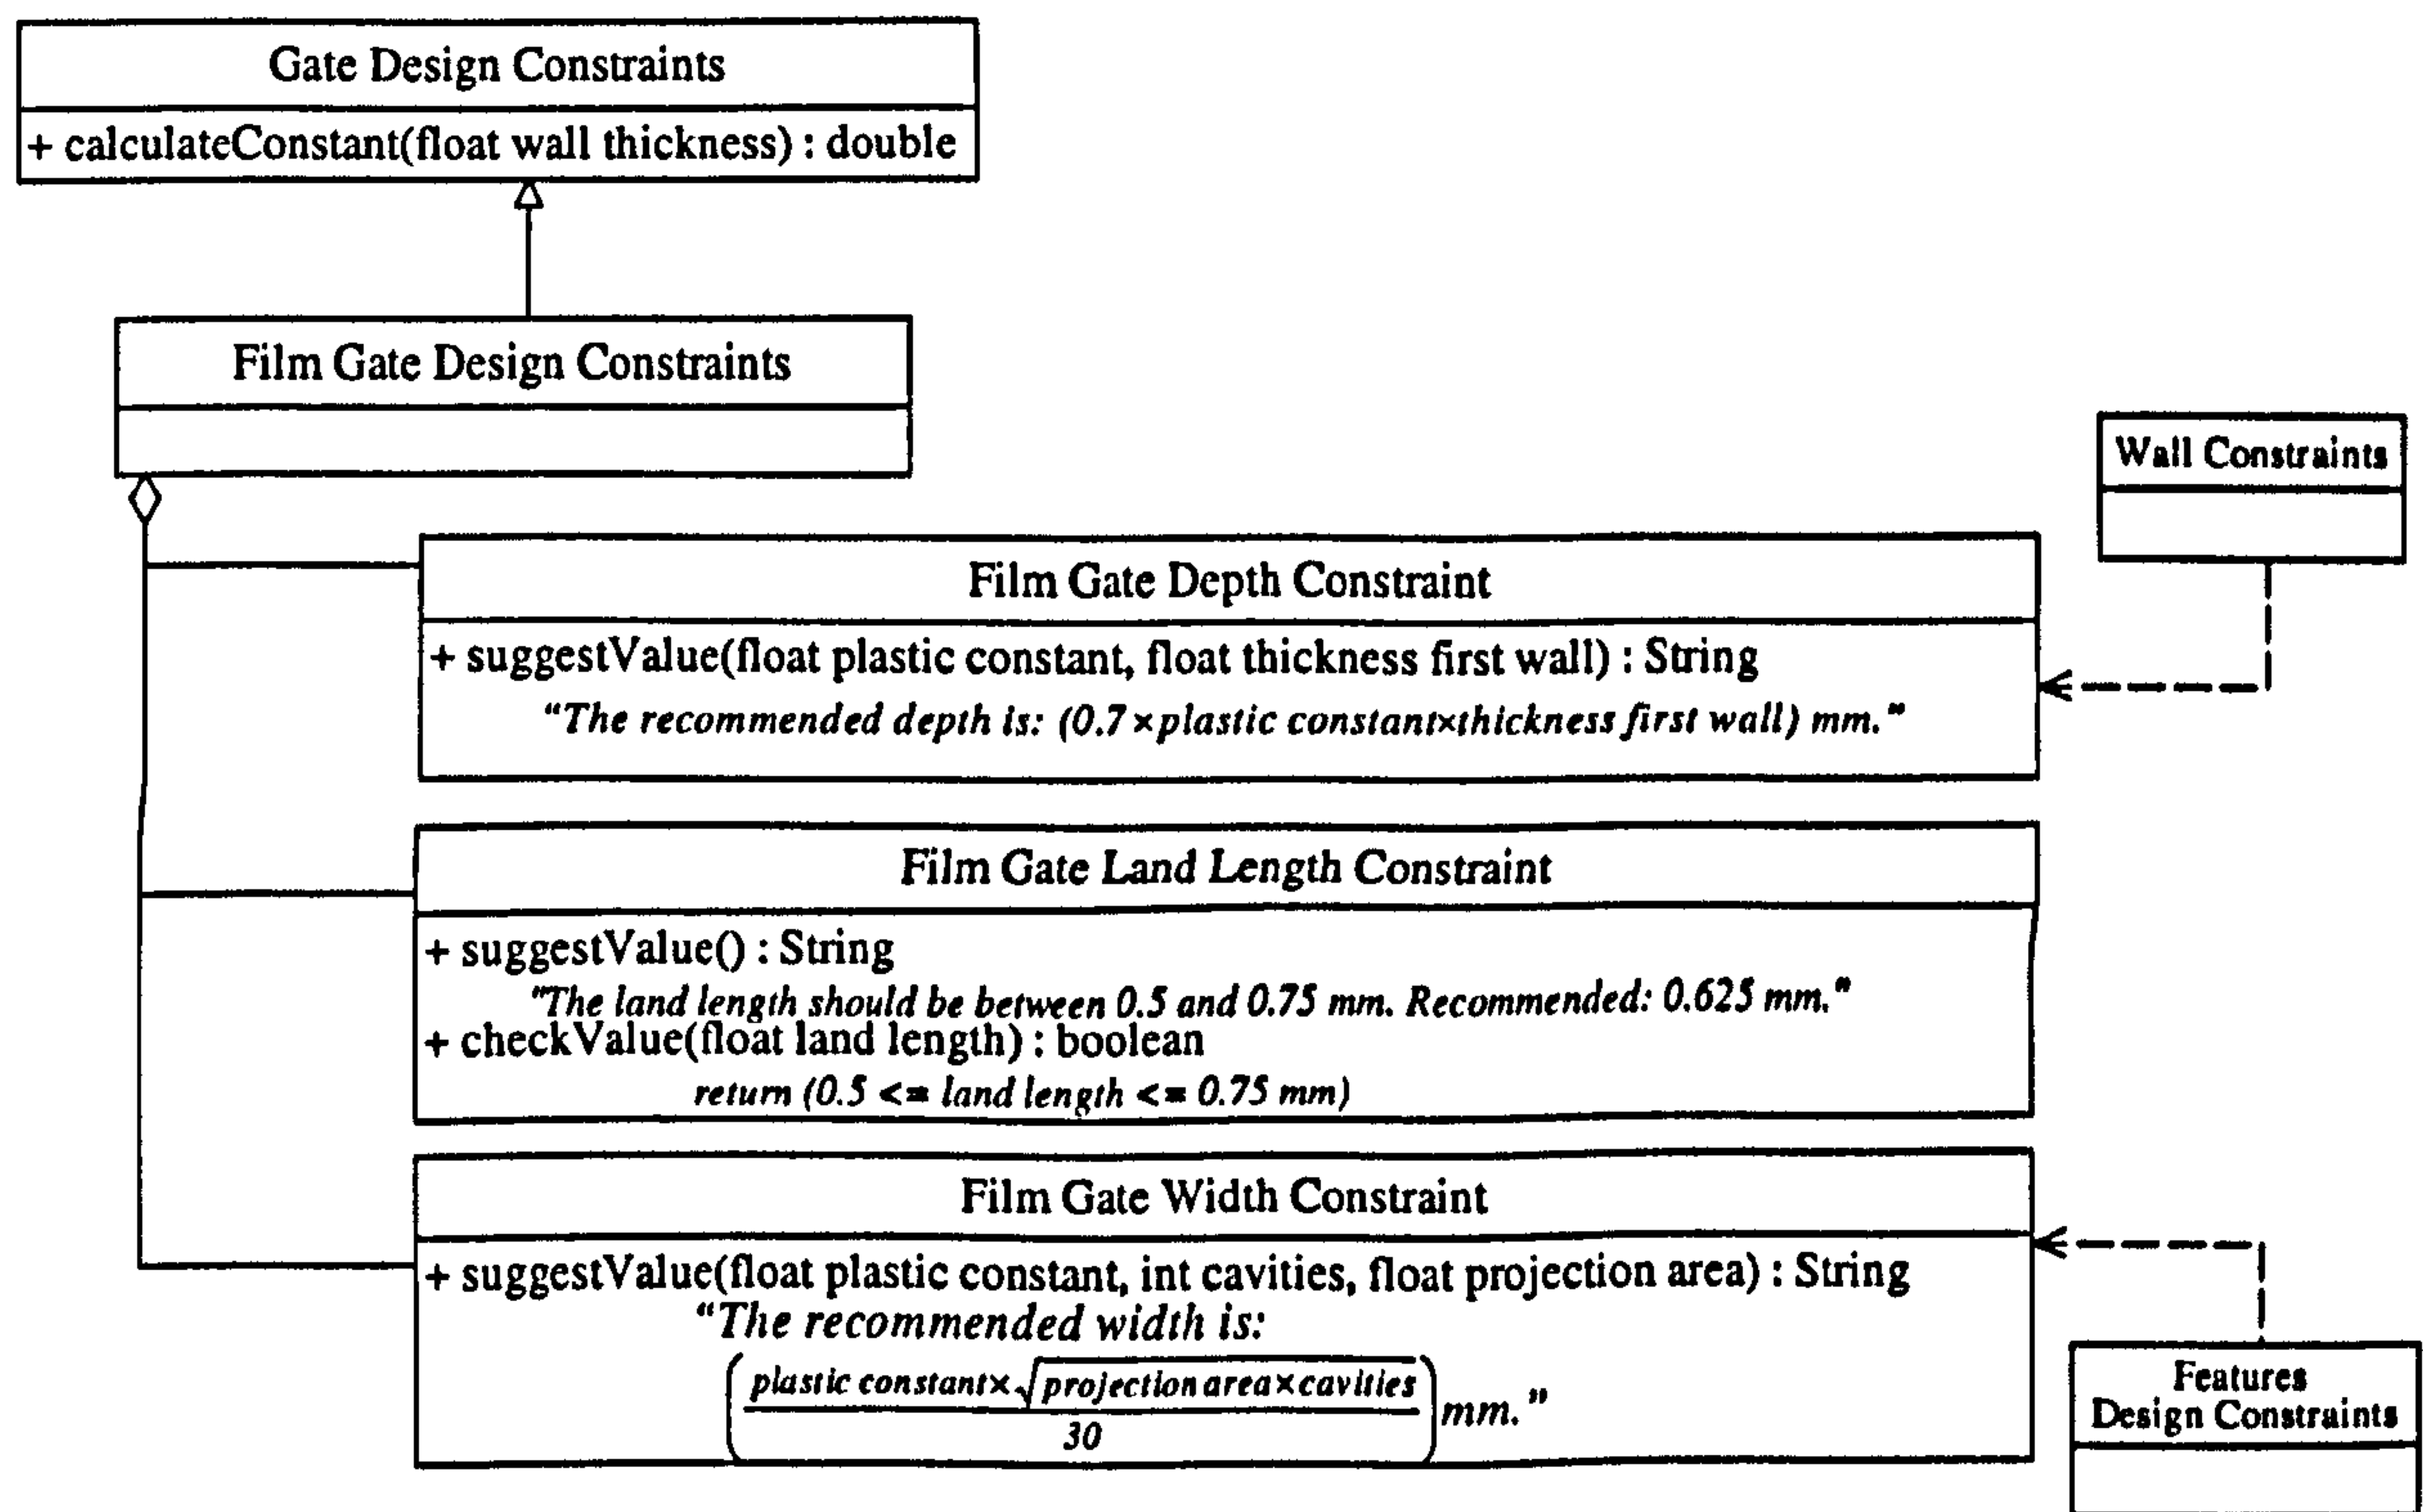 Gate Design Constraints
+ calculateConstant(float wall thickness) : double
Film Gate Design Constraints
Wall Constraints
Film Gate Depth Constraint
+ suggestValue(float plastic constant, float thickness first wall) : String
“The recommended depth is: (0.7×plastic constant×thickness first wall) mm.”
Film Gate Land Length Constraint
+ suggestValue() : String
"The land length should be between 0.5 and 0.75 mm. Recommended: 0.625 mm."
+ checkValue(float land length) : boolean
return (0.5 <= land length <= 0.75 mm)
Film Gate Width Constraint
+ suggestValue(float plastic constant, int cavities, float projection area) : String
“The recommended width is:
(plastic constant×√projection area×cavities
30) mm.”
Features
Design Constraints